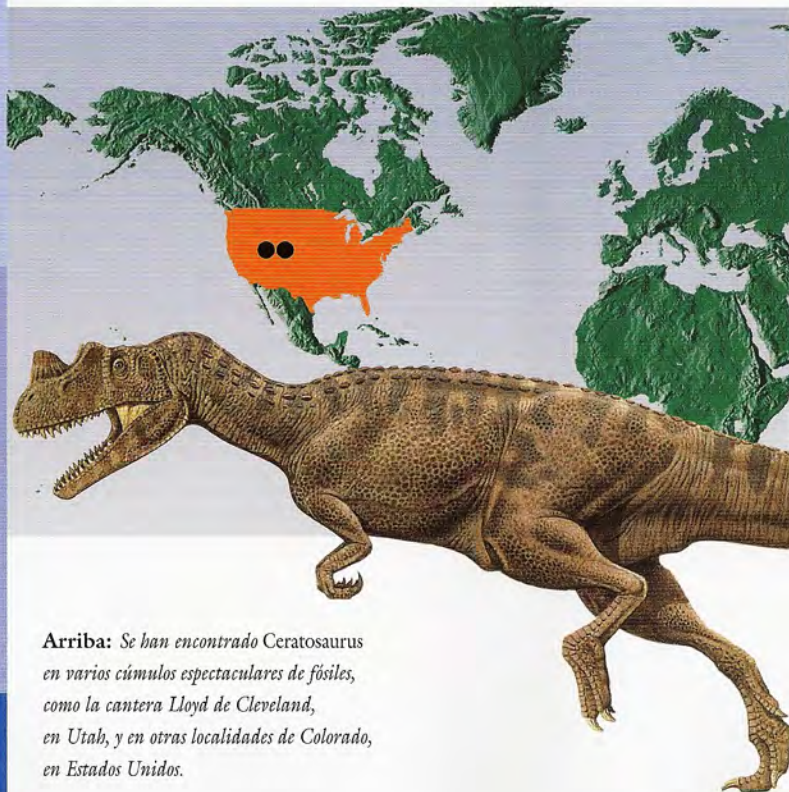 Arriba: Se han encontrado Ceratosaurus
en varios cúmulos espectaculares de fósiles,
como la cantera Lloyd de Cleveland,
en Utah, y en otras localidades de Colorado,
en Estados Unidos.